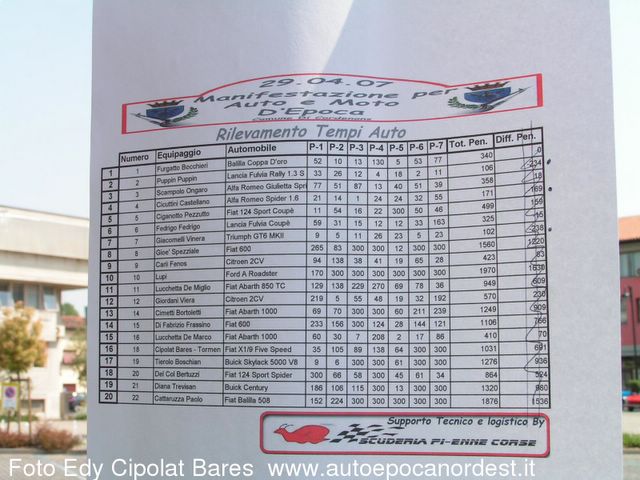 29.04.07
Manifestazione per
Auto e Moto
D'Epoca
Comune Di Cordenons
Rilevamento Tempi Auto
Numero Equipaggio Automobile P-1 P-2 P-3 P-4 P-5 P-6 P-7 Tot. Pen. Diff. Pen.
1 1 Furgatto Becchieri Balilla Coppa D'oro 52 10 13 130 5 53 77 340 0
2 2 Puppin Puppin Lancia Fulvia Rally 1.3 S 33 26 12 4 18 2 11 106 234
3 3 Scampolo Ongaro Alfa Romeo Giulietta Spri 77 51 87 13 40 51 39 358 18
4 4 Cicuttini Castellano Alfa Romeo Spider 1.6 21 14 1 24 24 32 55 171 169
5 5 Ciganotto Pezzutto Fiat 124 Sport Coupè 11 54 16 22 300 50 46 499 159
6 6 Fedrigo Fedrigo Lancia Fulvia Coupè 59 31 15 12 12 33 163 325 15
7 7 Giacomelli Vinera Triumph GT6 MKII 9 5 11 26 23 5 23 102 238
8 8 Gioe' Spezziale Fiat 600 265 83 300 300 12 300 300 1560 1220
9 9 Carli Fenos Citroen 2CV 94 138 38 41 19 65 28 423 83
10 10 Lupi Ford A Roadster 170 300 300 300 300 300 300 1970 1630
11 11 Lucchetta De Miglio Fiat Abarth 850 TC 129 138 229 270 69 78 36 949 609
12 12 Giordani Viera Citroen 2CV 219 5 55 48 19 32 192 570 230
13 14 Cimetti Bortoletti Fiat Abarth 1000 69 70 300 300 60 211 239 1249 909
14 15 Di Fabrizio Frassino Fiat 600 233 156 300 124 28 144 121 1106 766
15 16 Lucchetta De Marco Fiat Abarth 1000 60 30 7 208 2 17 86 410 70
16 18 Cipolat Bares - Tormen Fiat X1/9 Five Speed 35 105 89 138 64 300 300 1031 691
17 19 Tierolo Boschian Buick Skylack 5000 V8 9 6 300 300 61 300 300 1276 936
18 20 Del Col Bertuzzi Fiat 124 Sport Spider 300 66 58 300 45 61 34 864 524
19 21 Diana Trevisan Buick Century 186 106 115 300 13 300 300 1320 980
20 22 Cattaruzza Paolo Fiat Balilla 508 152 224 300 300 300 300 300 1876 1536
Supporto Tecnico e logistico By
SCUDERIA PI-ENNE CORSE
Foto Edy Cipolat Bares www.autoepocanordest.it